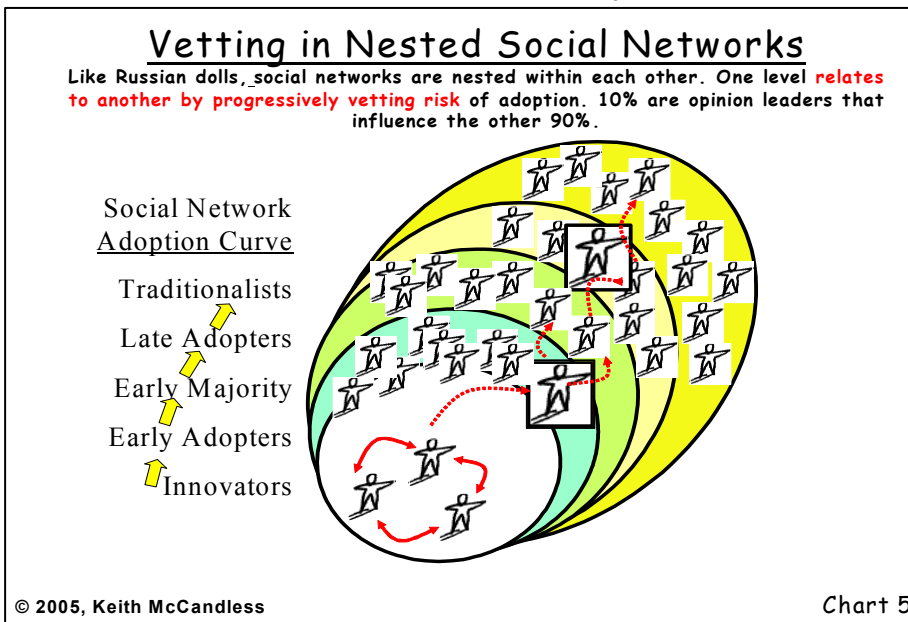 Vetting in Nested Social Networks
Like Russian dolls, social networks are nested within each other. One level relates
to another by progressively vetting risk of adoption. 10% are opinion leaders that
influence the other 90%.
Social Network
Adoption Curve
Traditionalists
Late Adopters
Early Majority
Early Adopters
Innovators
© 2005, Keith McCandless
Chart 5